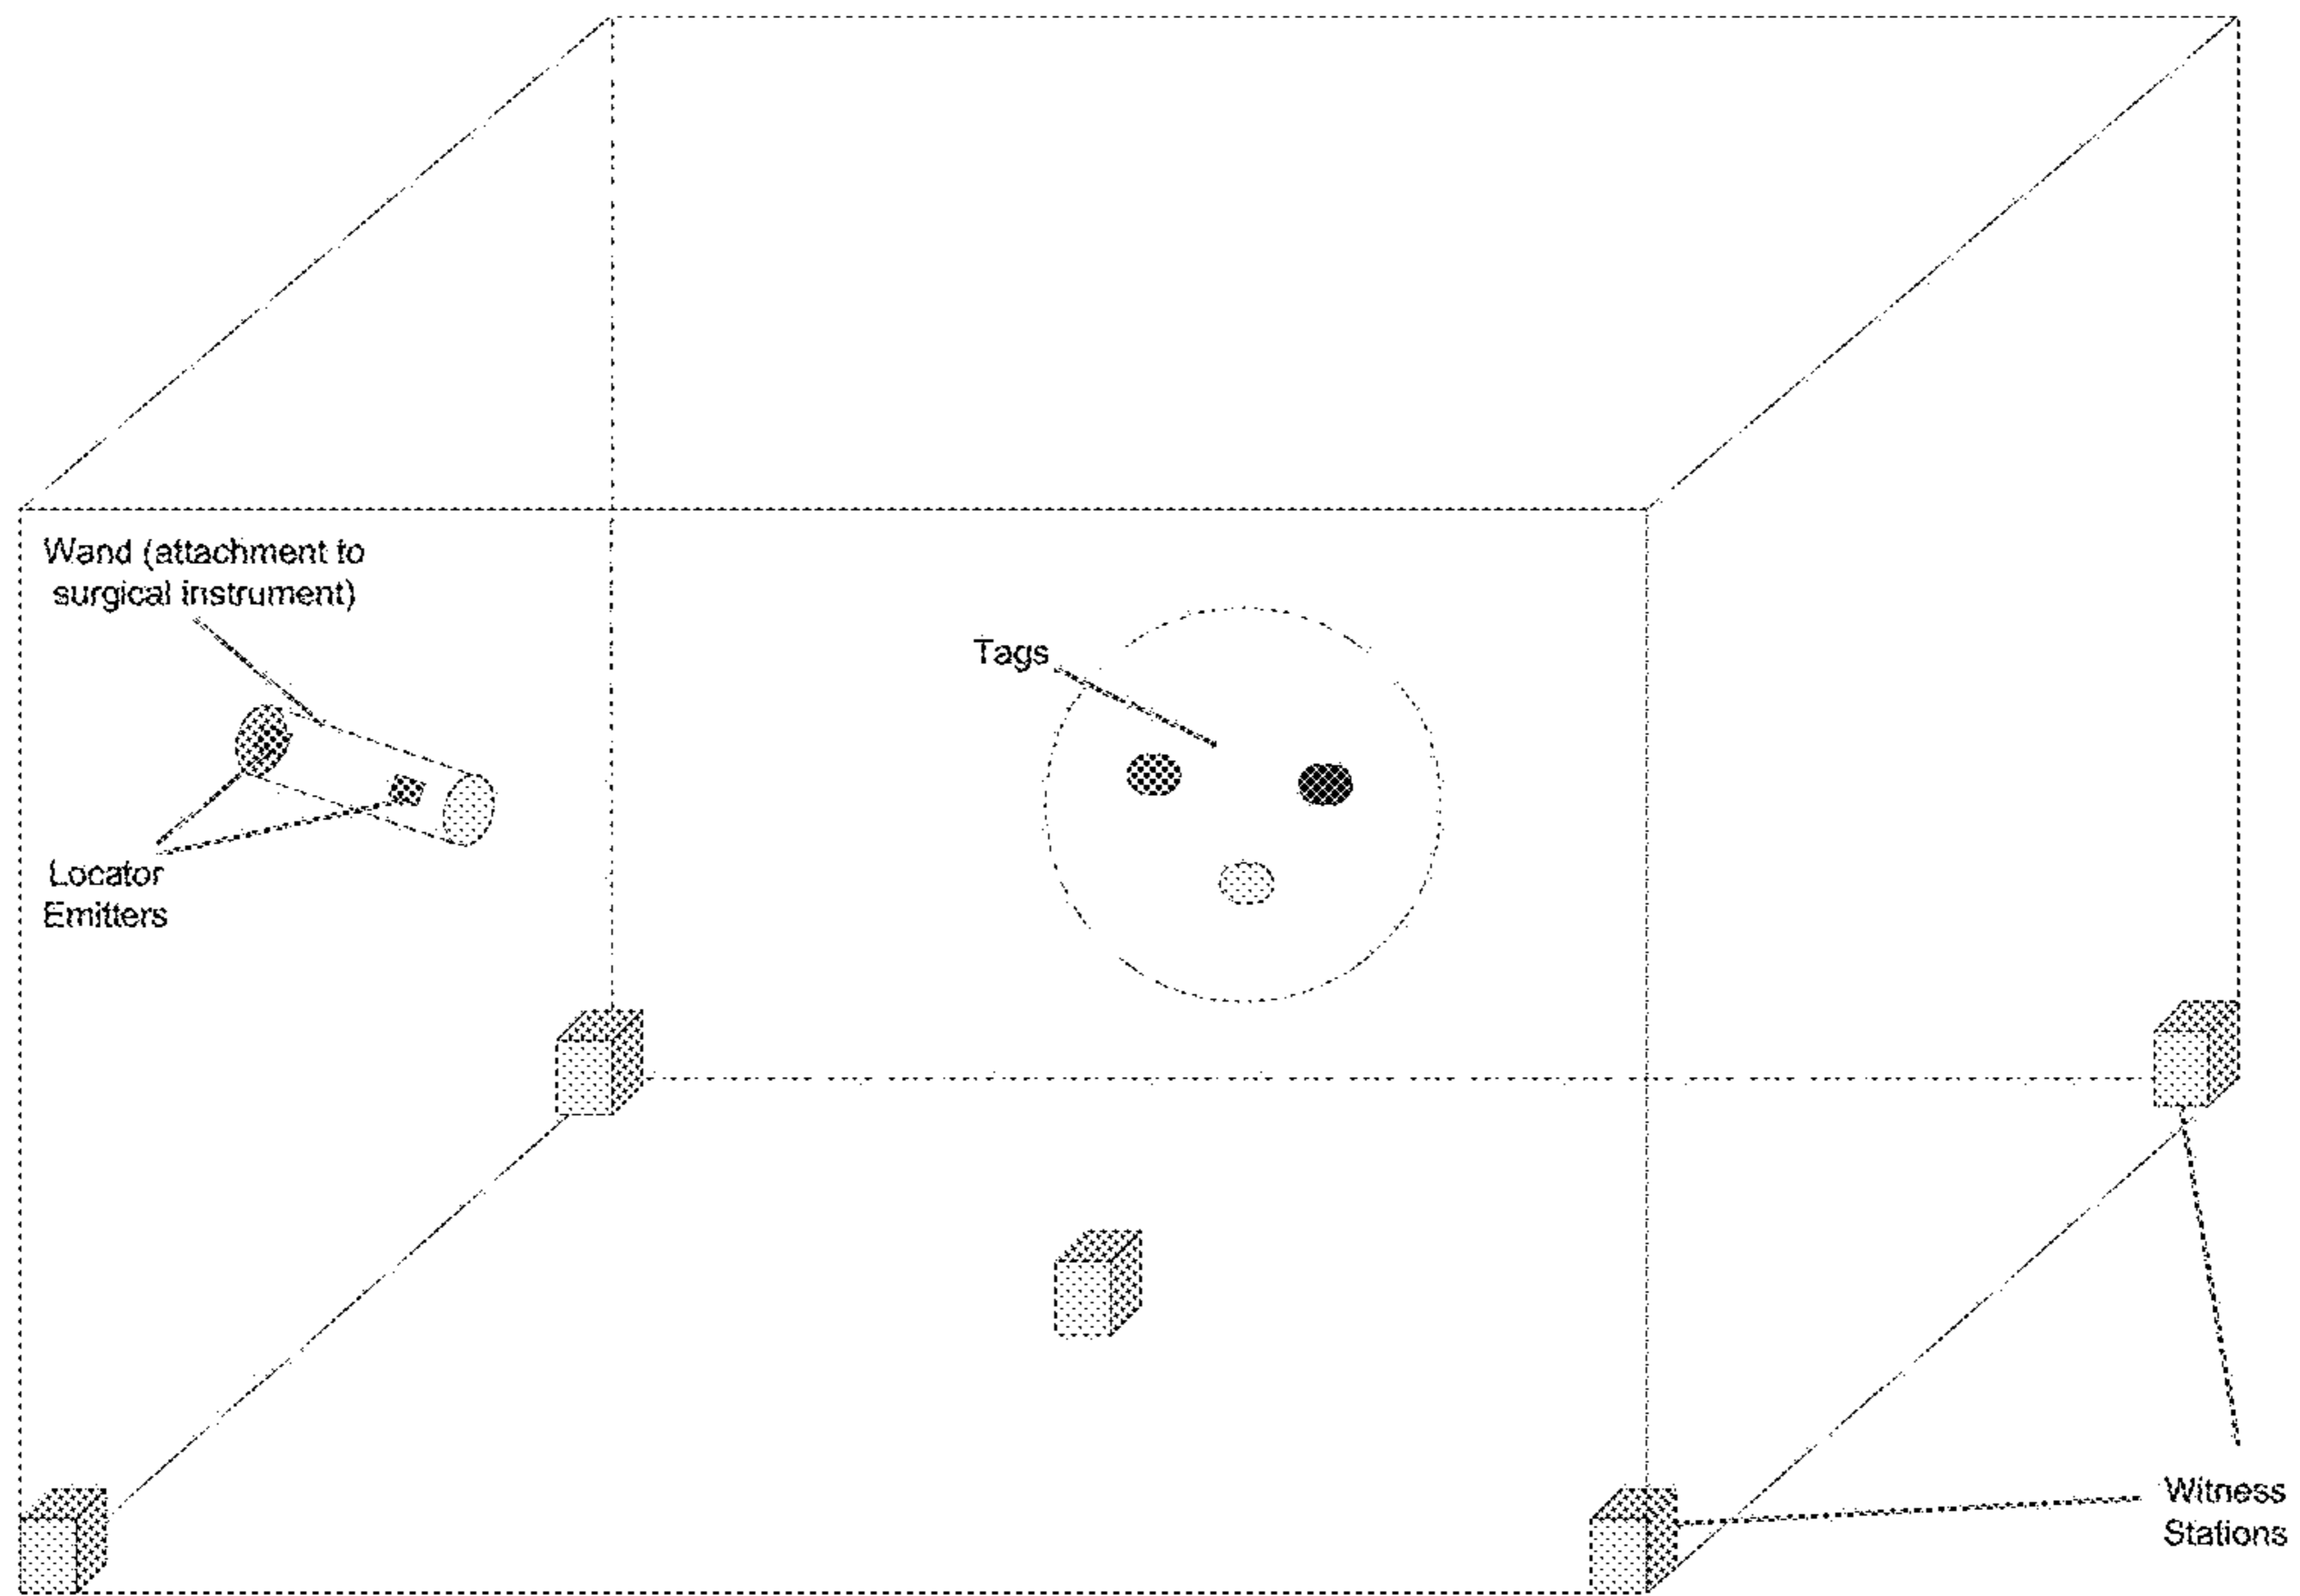 Wand (attachment to
surgical instrument)
Tags
Locator
Emitters
Witness
Stations